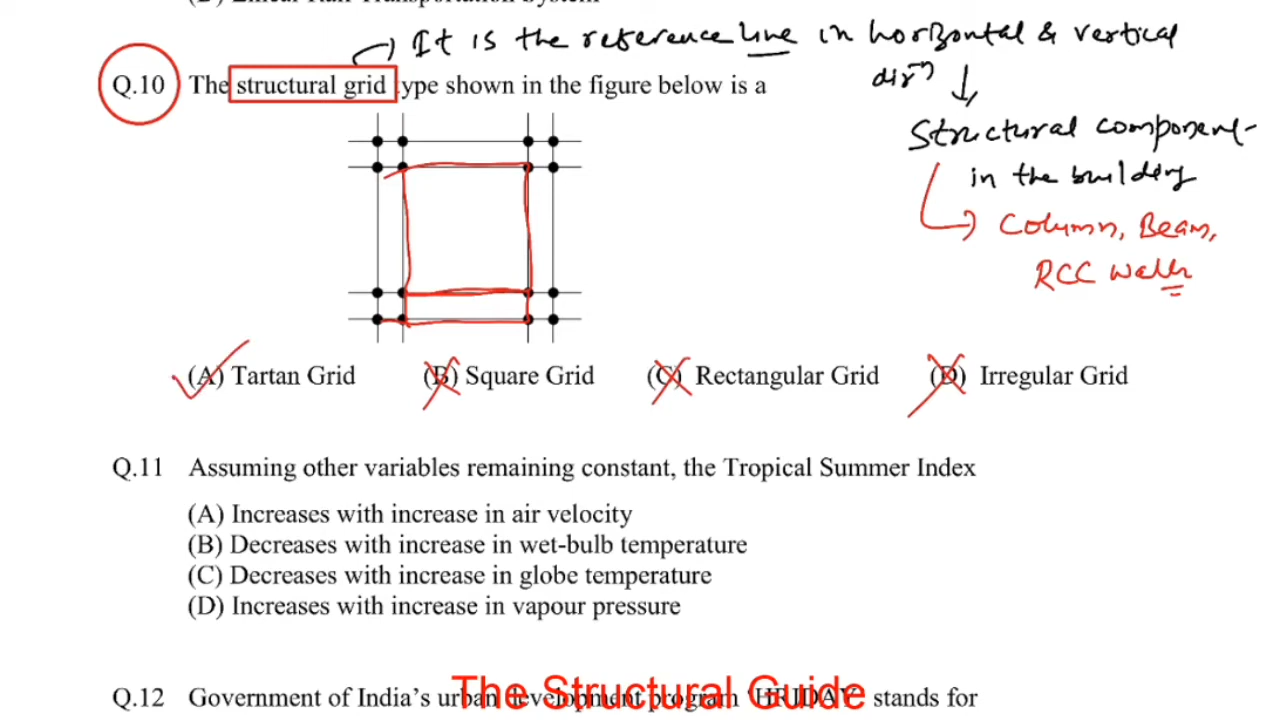 It is the reference line in horizontal & vertical
dirⁿ
Q.10 The structural grid type shown in the figure below is a
Structural component
in the building
Column, Beam,
RCC Walls
(A) Tartan Grid (B) Square Grid (C) Rectangular Grid (D) Irregular Grid
Q.11 Assuming other variables remaining constant, the Tropical Summer Index
(A) Increases with increase in air velocity
(B) Decreases with increase in wet-bulb temperature
(C) Decreases with increase in globe temperature
(D) Increases with increase in vapour pressure
Q.12 Government of India’s urban development program ‘HRIDAY’ stands for
The Structural Guide